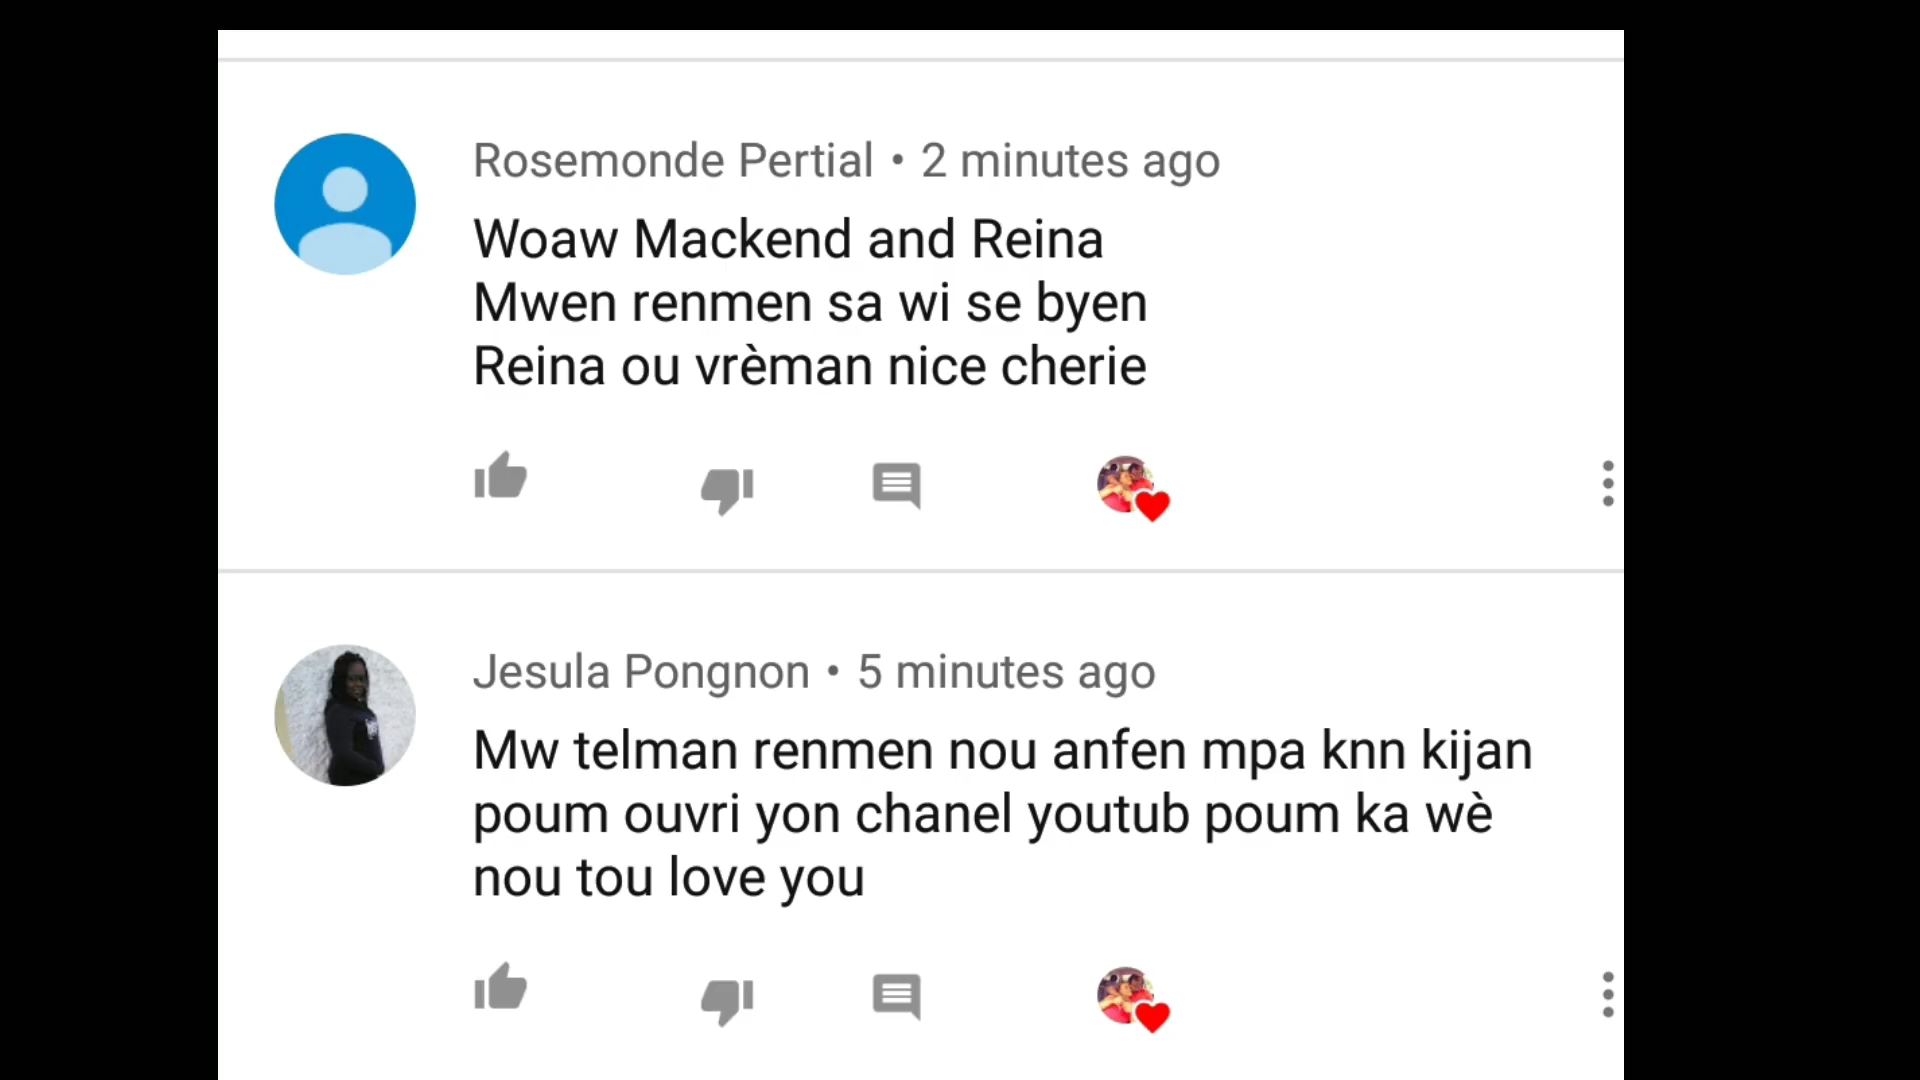 Rosemonde Pertial • 2 minutes ago
Woaw Mackend and Reina
Mwen renmen sa wi se byen
Reina ou vrèman nice cherie
Jesula Pongnon • 5 minutes ago
Mw telman renmen nou anfen mpa knn kijan
poum ouvri yon chanel youtub poum ka wè
nou tou love you